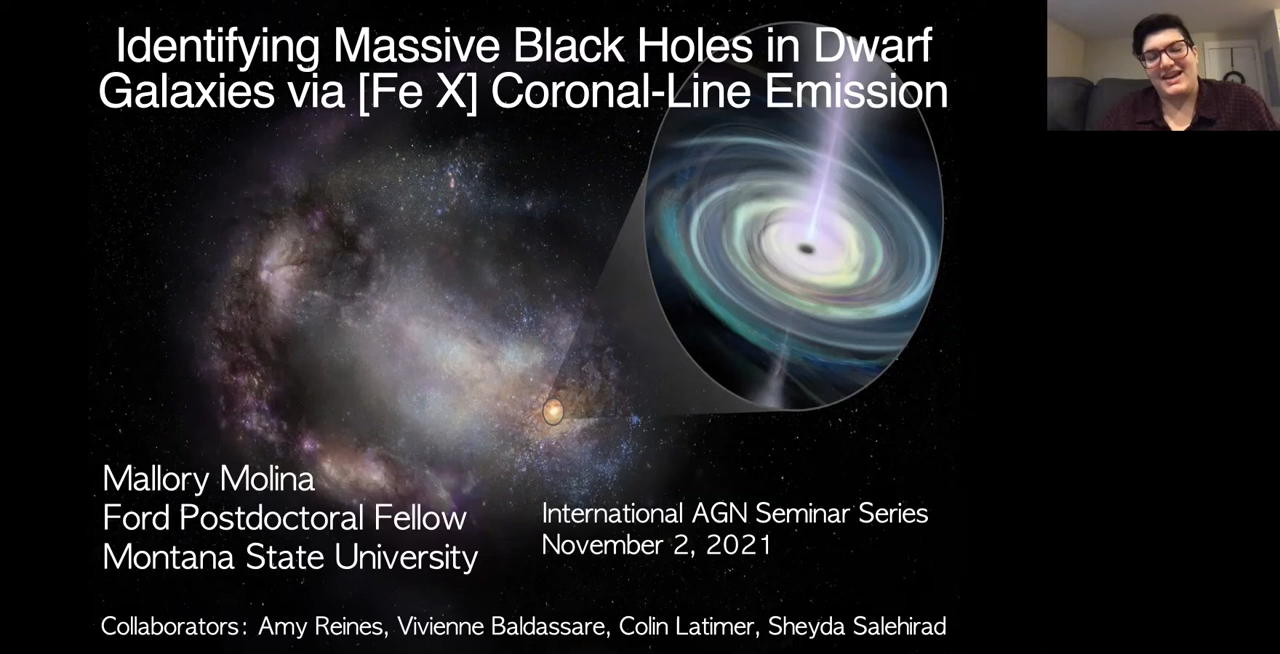 Identifying Massive Black Holes in Dwarf
Galaxies via [Fe X] Coronal-Line Emission
Mallory Molina
Ford Postdoctoral Fellow
Montana State University
International AGN Seminar Series
November 2, 2021
Collaborators: Amy Reines, Vivienne Baldassare, Colin Latimer, Sheyda Salehirad